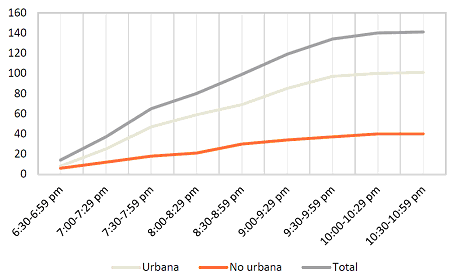 160
140
120
100
80
60
40
20
0
6:30-6:59 pm
7:00-7:29 pm
7:30-7:59 pm
8:00-8:29 pm
8:30-8:59 pm
9:00-9:29 pm
9:30-9:59 pm
10:00-10:29 pm
10:30-10:59 pm
Urbana No urbana Total